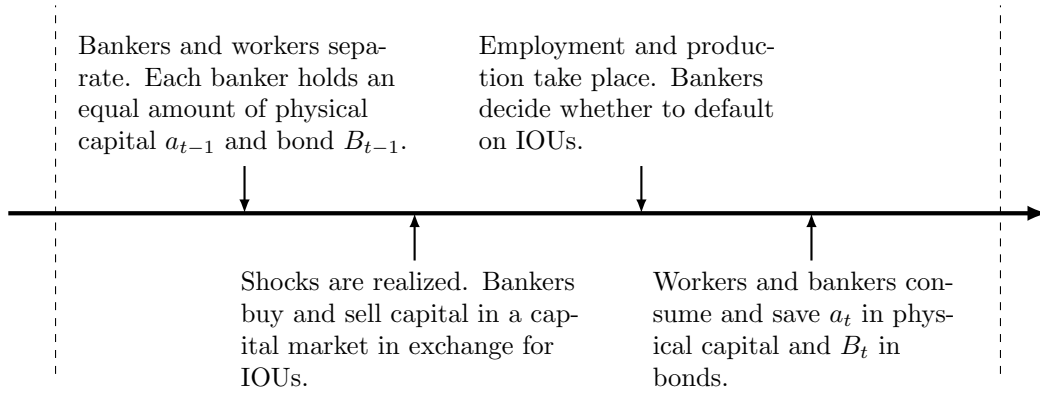 Bankers and workers sepa-
rate. Each banker holds an
equal amount of physical
capital a_{t−1} and bond B_{t−1}.
Employment and produc-
tion take place. Bankers
decide whether to default
on IOUs.
Shocks are realized. Bankers
buy and sell capital in a cap-
ital market in exchange for
IOUs.
Workers and bankers con-
sume and save a_t in phys-
ical capital and B_t in
bonds.